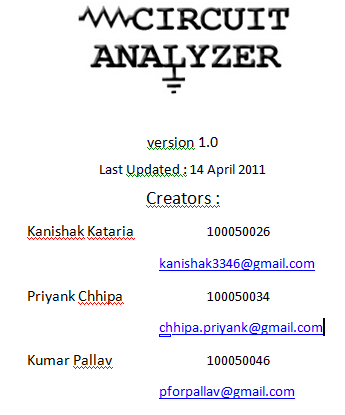 CIRCUIT
ANALYZER
version 1.0
Last Updated : 14 April 2011
Creators :
Kanishak Kataria 100050026
kanishak3346@gmail.com
Priyank Chhipa 100050034
chhipa.priyank@gmail.com
Kumar Pallav 100050046
pforpallav@gmail.com